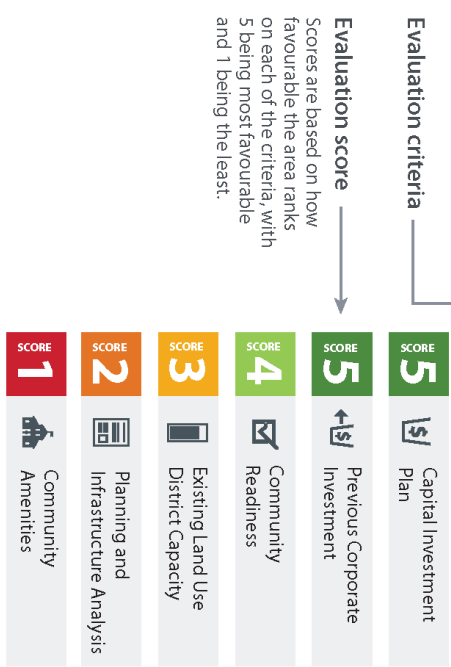 Evaluation criteria
Evaluation score
Scores are based on how
favourable the area ranks
on each of the criteria, with
5 being most favourable
and 1 being the least.
SCORE
5
Capital Investment
Plan
SCORE
5
Previous Corporate
Investment
SCORE
4
Community
Readiness
SCORE
3
Existing Land Use
District Capacity
SCORE
2
Planning and
Infrastructure Analysis
SCORE
1
Community
Amenities